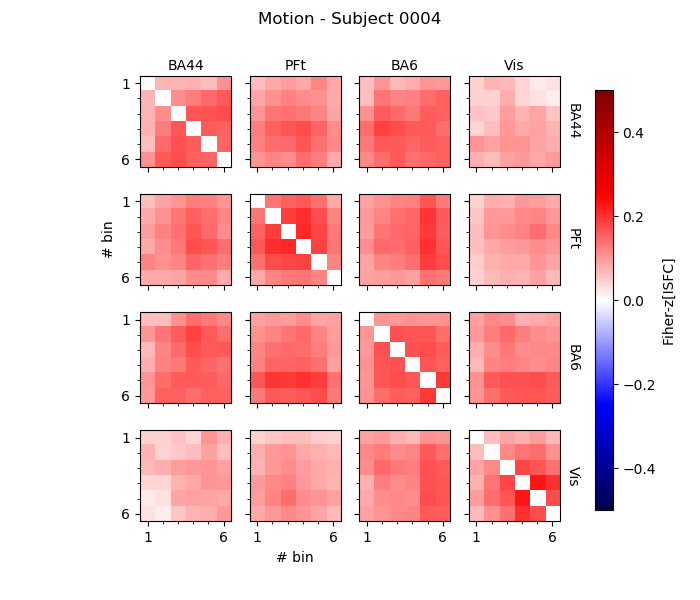 Motion - Subject 0004
BA44 PFt BA6 Vis
1
6
BA44
1
# bin
6
PFt
1
6
BA6
1
6
Vis
1 6 1 6 1 6 1 6
# bin
0.4
0.2
0.0
−0.2
−0.4
Fiher-z[ISFC]